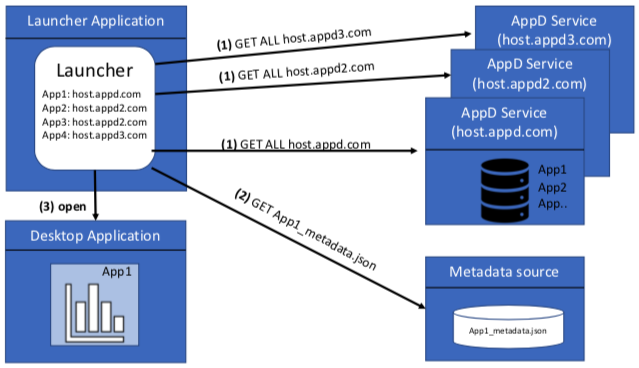 Launcher Application
Launcher
App1: host.appd.com
App2: host.appd2.com
App3: host.appd2.com
App4: host.appd3.com
(1) GET ALL host.appd3.com
(1) GET ALL host.appd2.com
(1) GET ALL host.appd.com
(2) GET App1_metadata.json
(3) open
AppD Service
(host.appd3.com)
AppD Service
(host.appd2.com)
AppD Service
(host.appd.com)
App1
App2
App..
Desktop Application
App1
Metadata source
App1_metadata.json